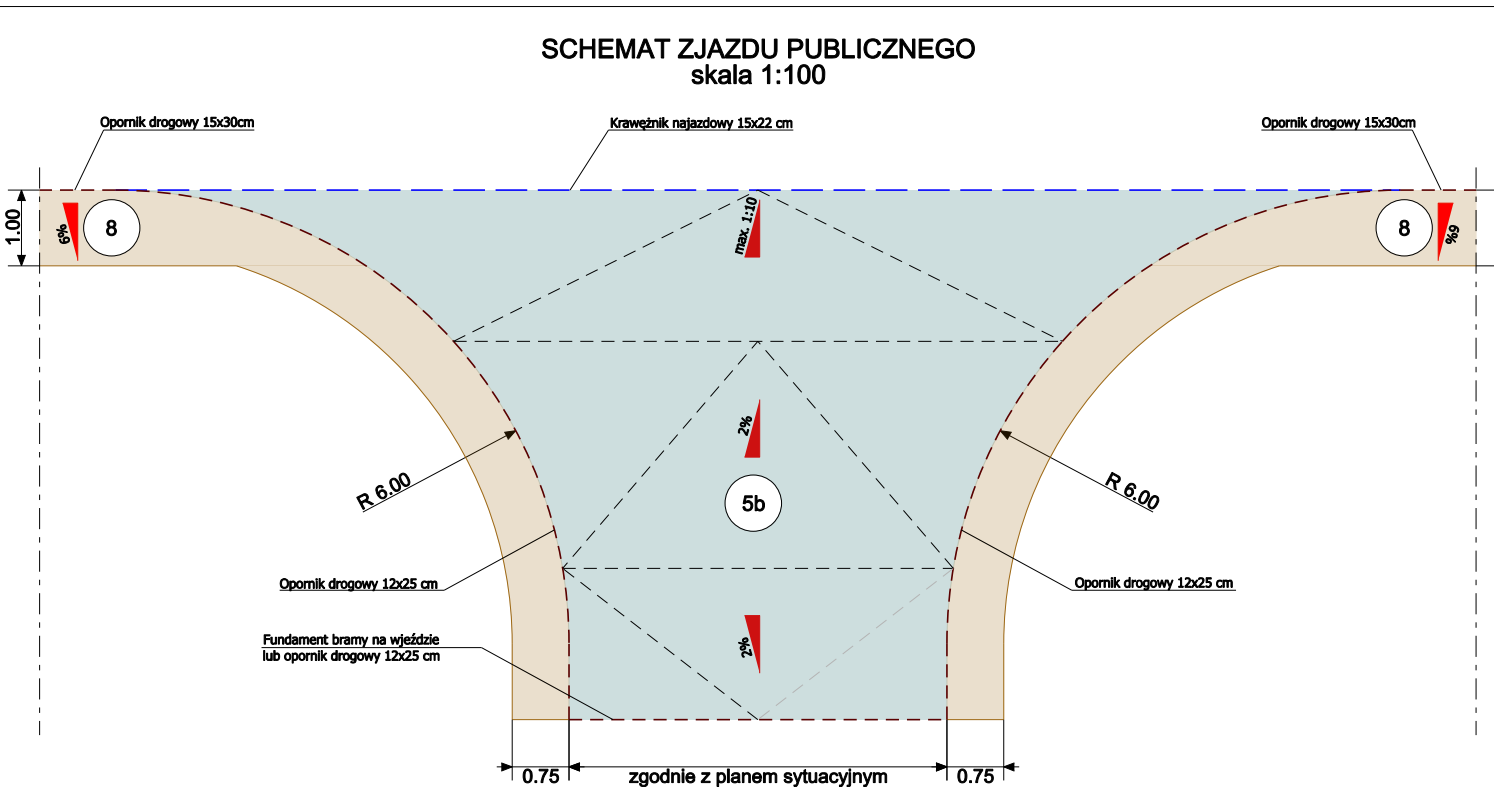 SCHEMAT ZJAZDU PUBLICZNEGO
skala 1:100
Opornik drogowy 15x30cm
Krawężnik najazdowy 15x22 cm
Opornik drogowy 15x30cm
1.00
6%
8
max. 1:10
8
6%
2%
R 6.00
5b
R 6.00
Opornik drogowy 12x25 cm
Opornik drogowy 12x25 cm
Fundament bramy na wjeździe
lub opornik drogowy 12x25 cm
2%
0.75
zgodnie z planem sytuacyjnym
0.75